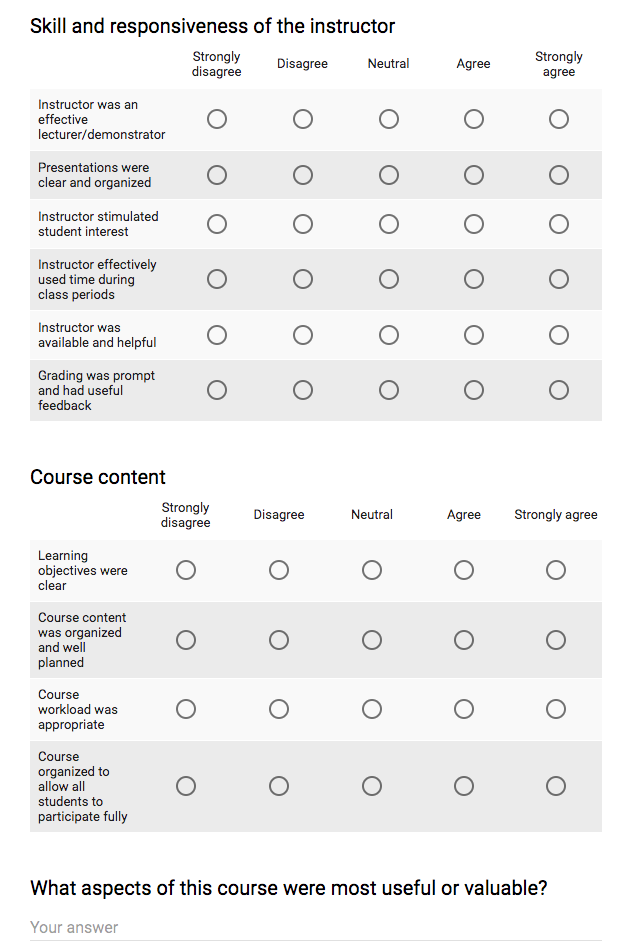 Skill and responsiveness of the instructor
Strongly disagree Disagree Neutral Agree Strongly agree
Instructor was an
effective
lecturer/demonstrator
Presentations were
clear and organized
Instructor stimulated
student interest
Instructor effectively
used time during
class periods
Instructor was
available and helpful
Grading was prompt
and had useful
feedback
Course content
Strongly disagree Disagree Neutral Agree Strongly agree
Learning
objectives were
clear
Course content
was organized
and well
planned
Course
workload was
appropriate
Course
organized to
allow all
students to
participate fully
What aspects of this course were most useful or valuable?
Your answer